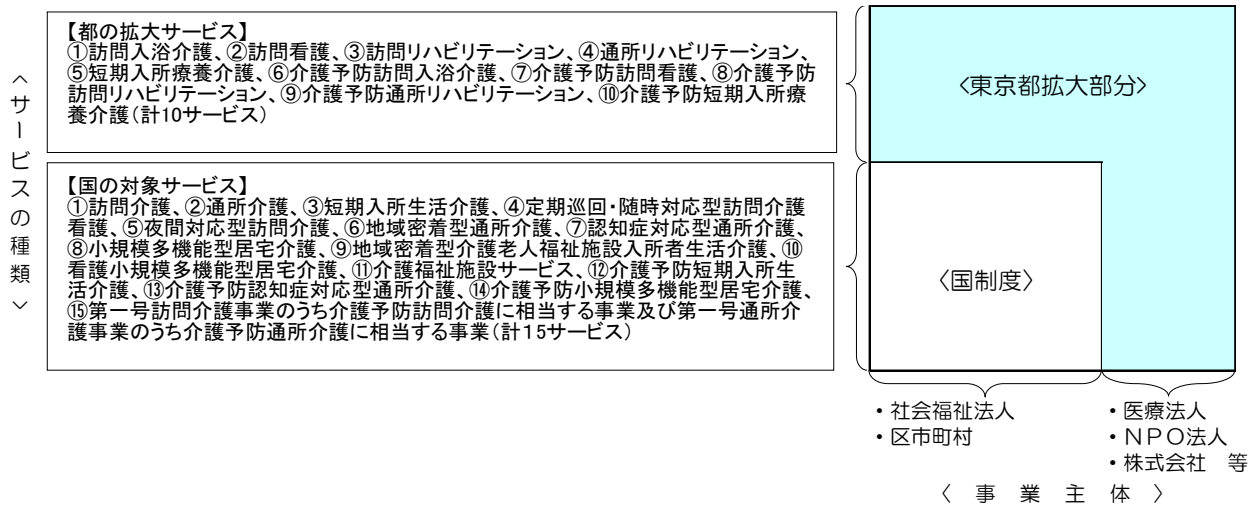 〈サービスの種類〉
【都の拡大サービス】
①訪問入浴介護、②訪問看護、③訪問リハビリテーション、④通所リハビリテーション、
⑤短期入所療養介護、⑥介護予防訪問入浴介護、⑦介護予防訪問看護、⑧介護予防
訪問リハビリテーション、⑨介護予防通所リハビリテーション、⑩介護予防短期入所療
養介護(計10サービス)
【国の対象サービス】
①訪問介護、②通所介護、③短期入所生活介護、④定期巡回・随時対応型訪問介護
看護、⑤夜間対応型訪問介護、⑥地域密着型通所介護、⑦認知症対応型通所介護、
⑧小規模多機能型居宅介護、⑨地域密着型介護老人福祉施設入所者生活介護、⑩
看護小規模多機能型居宅介護、⑪介護福祉施設サービス、⑫介護予防短期入所生
活介護、⑬介護予防認知症対応型通所介護、⑭介護予防小規模多機能型居宅介護、
⑮第一号訪問介護事業のうち介護予防訪問介護に相当する事業及び第一号通所介
護事業のうち介護予防通所介護に相当する事業(計15サービス)
〈東京都拡大部分〉
〈国制度〉
・社会福祉法人
・区市町村
・医療法人
・ＮＰＯ法人
・株式会社　等
〈 事 業 主 体 〉